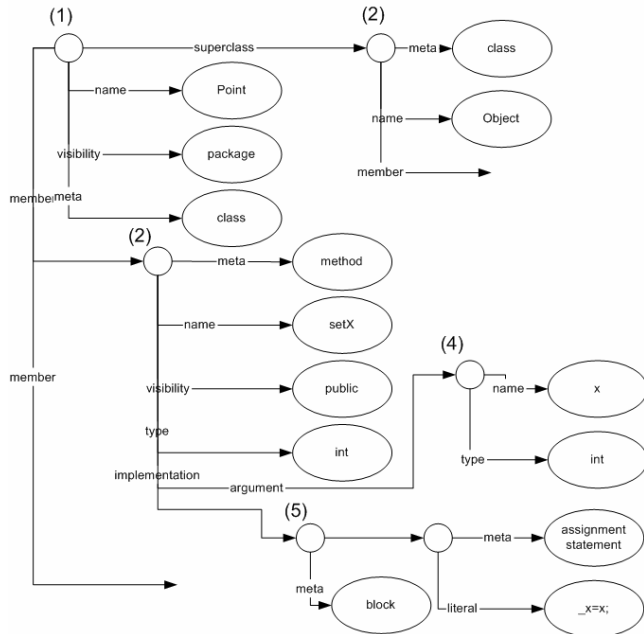 (1)
(2)
superclass
meta
class
name
Point
name
Object
visibility
package
member
member
meta
class
(2)
meta
method
name
setX
(4)
member
visibility
public
name
x
type
int
type
int
implementation
argument
(5)
meta
assignment
statement
meta
block
literal
_x=x;